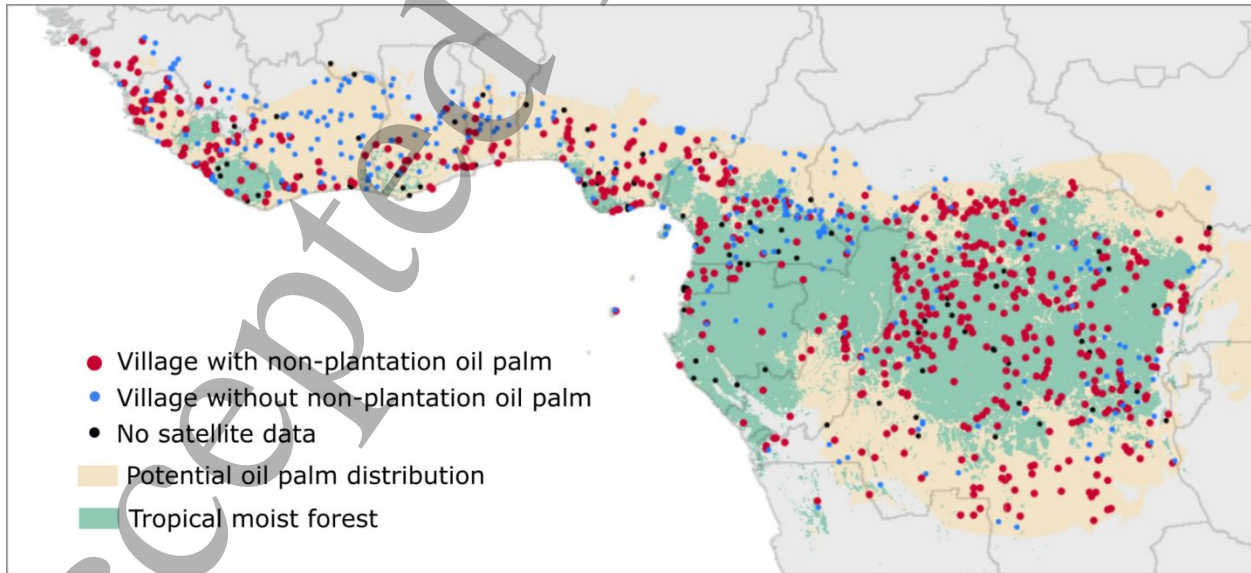 Accepted
Village with non-plantation oil palm
Village without non-plantation oil palm
No satellite data
Potential oil palm distribution
Tropical moist forest